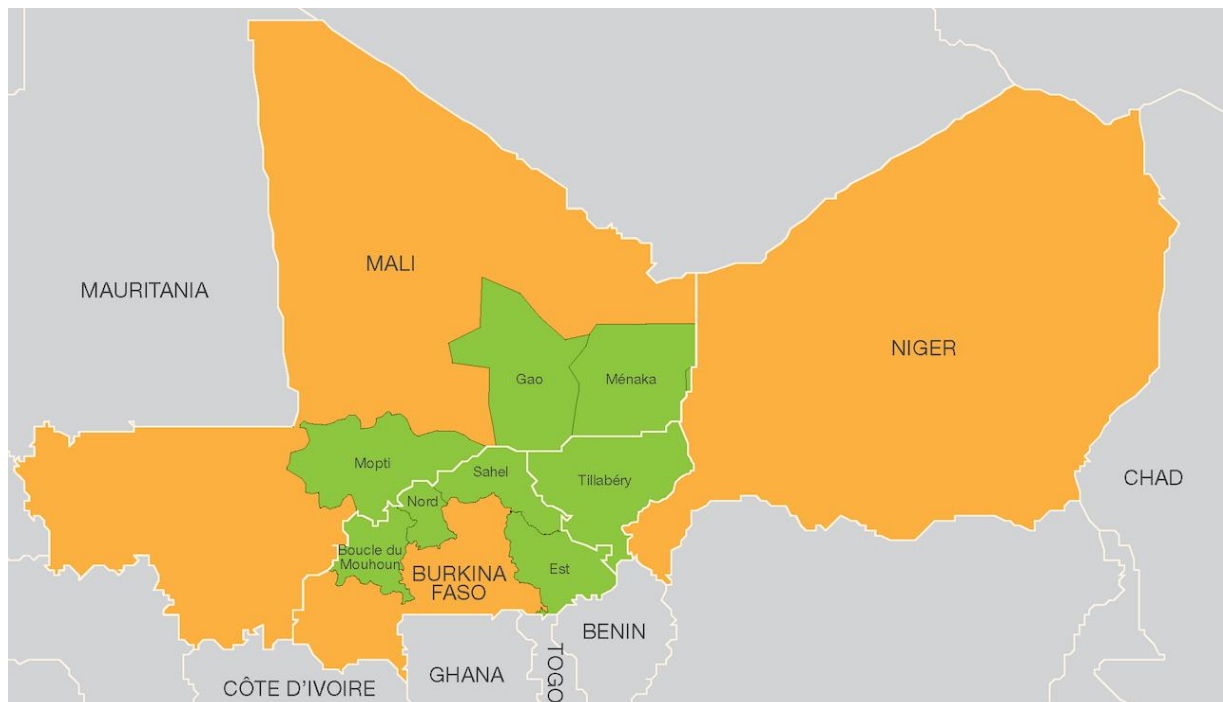 MALI
MAURITANIA
NIGER
Gao
Ménaka
Mopti
Sahel
Tillabéry
CHAD
Nord
Boucle du
Mouhoun
Est
BURKINA
FASO
BENIN
TOGO
GHANA
CÔTE D'IVOIRE